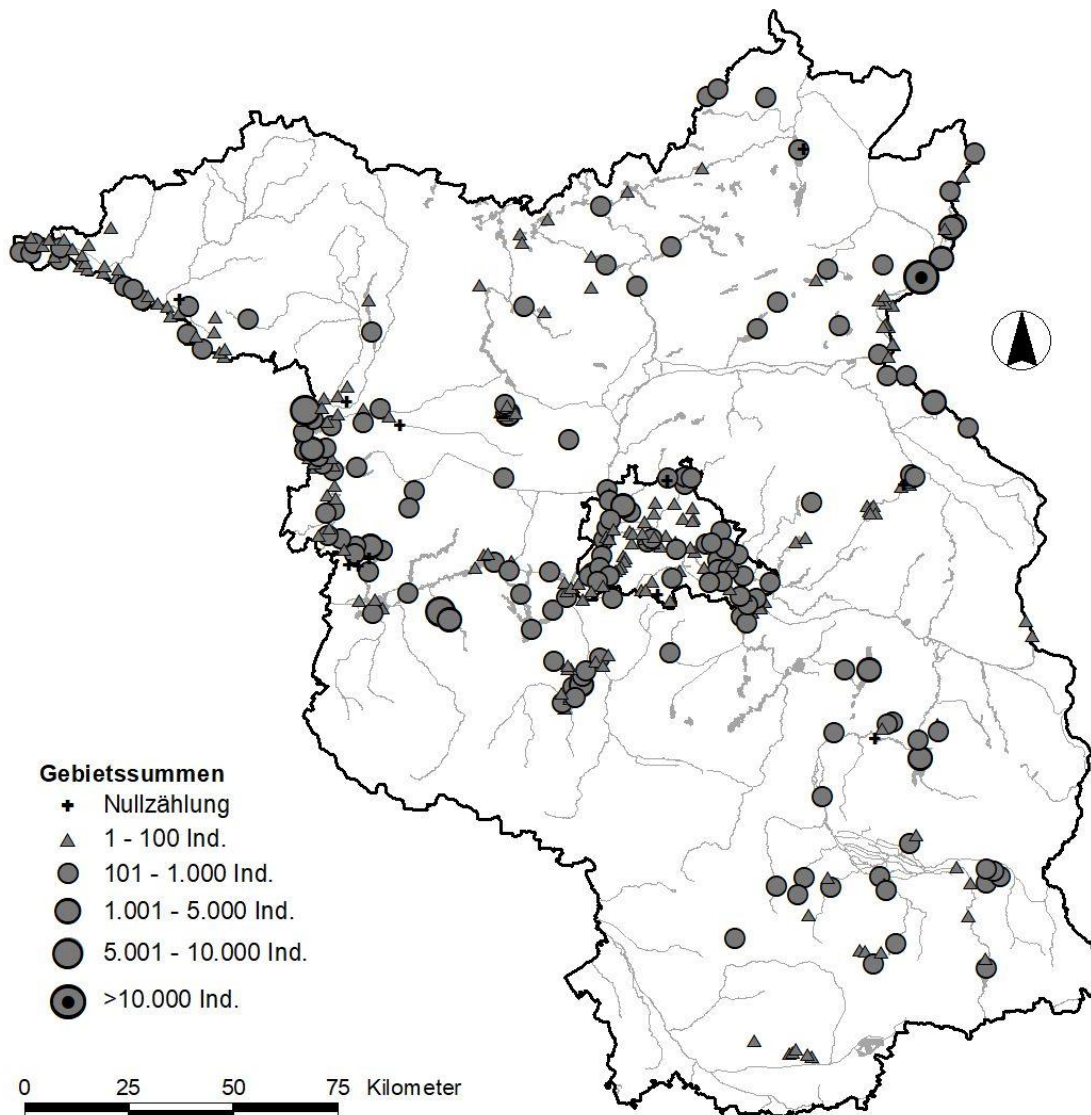 Gebietssummen
Nullzählung
1 - 100 Ind.
101 - 1.000 Ind.
1.001 - 5.000 Ind.
5.001 - 10.000 Ind.
>10.000 Ind.
0 25 50 75 Kilometer